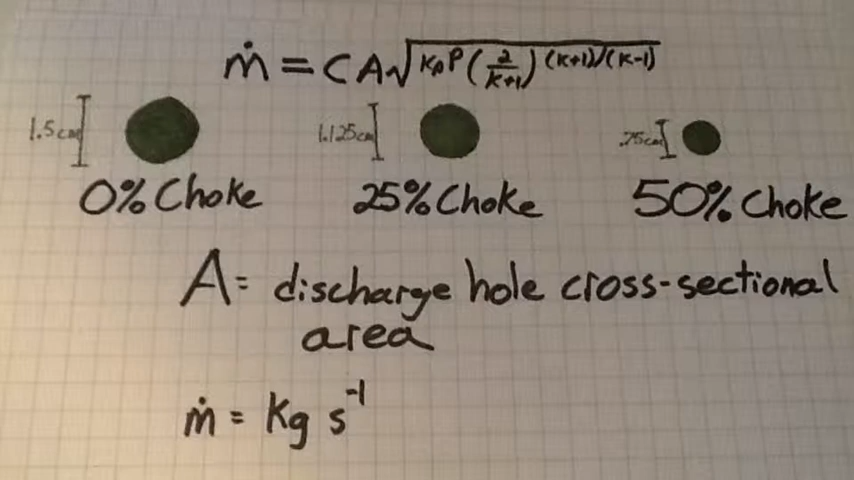 ṁ = CA√kρP(2/k+1)^(k+1)/(k-1)
1.5cm 1.125cm .75cm
0% Choke 25% Choke 50% Choke
A = discharge hole cross-sectional
area
ṁ = Kg s⁻¹